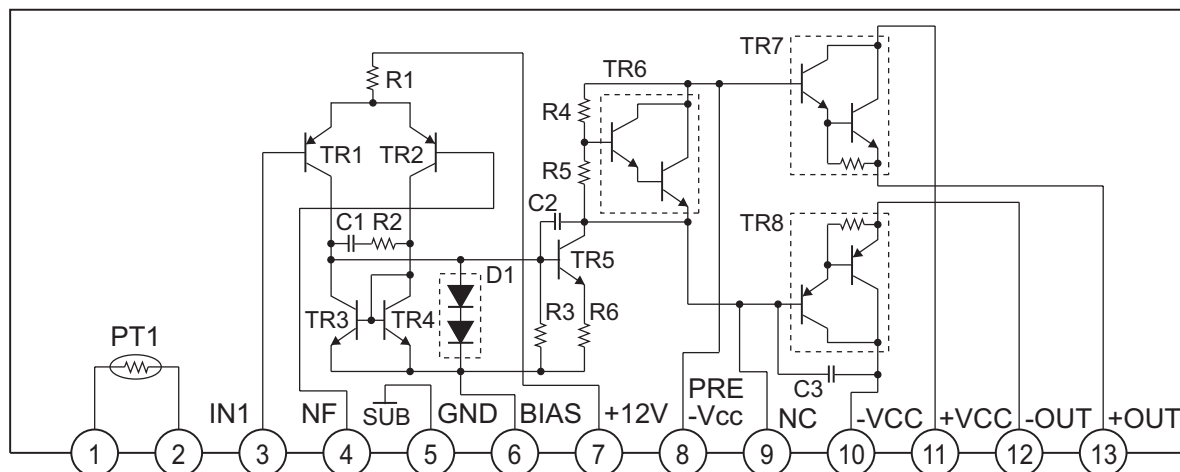 TR7
R1
TR6
R4
TR1
TR2
R5
C2
C1
R2
TR8
TR5
D1
R3
R6
TR3
TR4
PT1
C3
IN1
NF
SUB
GND
BIAS
+12V
PRE
-Vcc
NC
-VCC
+VCC
-OUT
+OUT
1
2
3
4
5
6
7
8
9
10
11
12
13